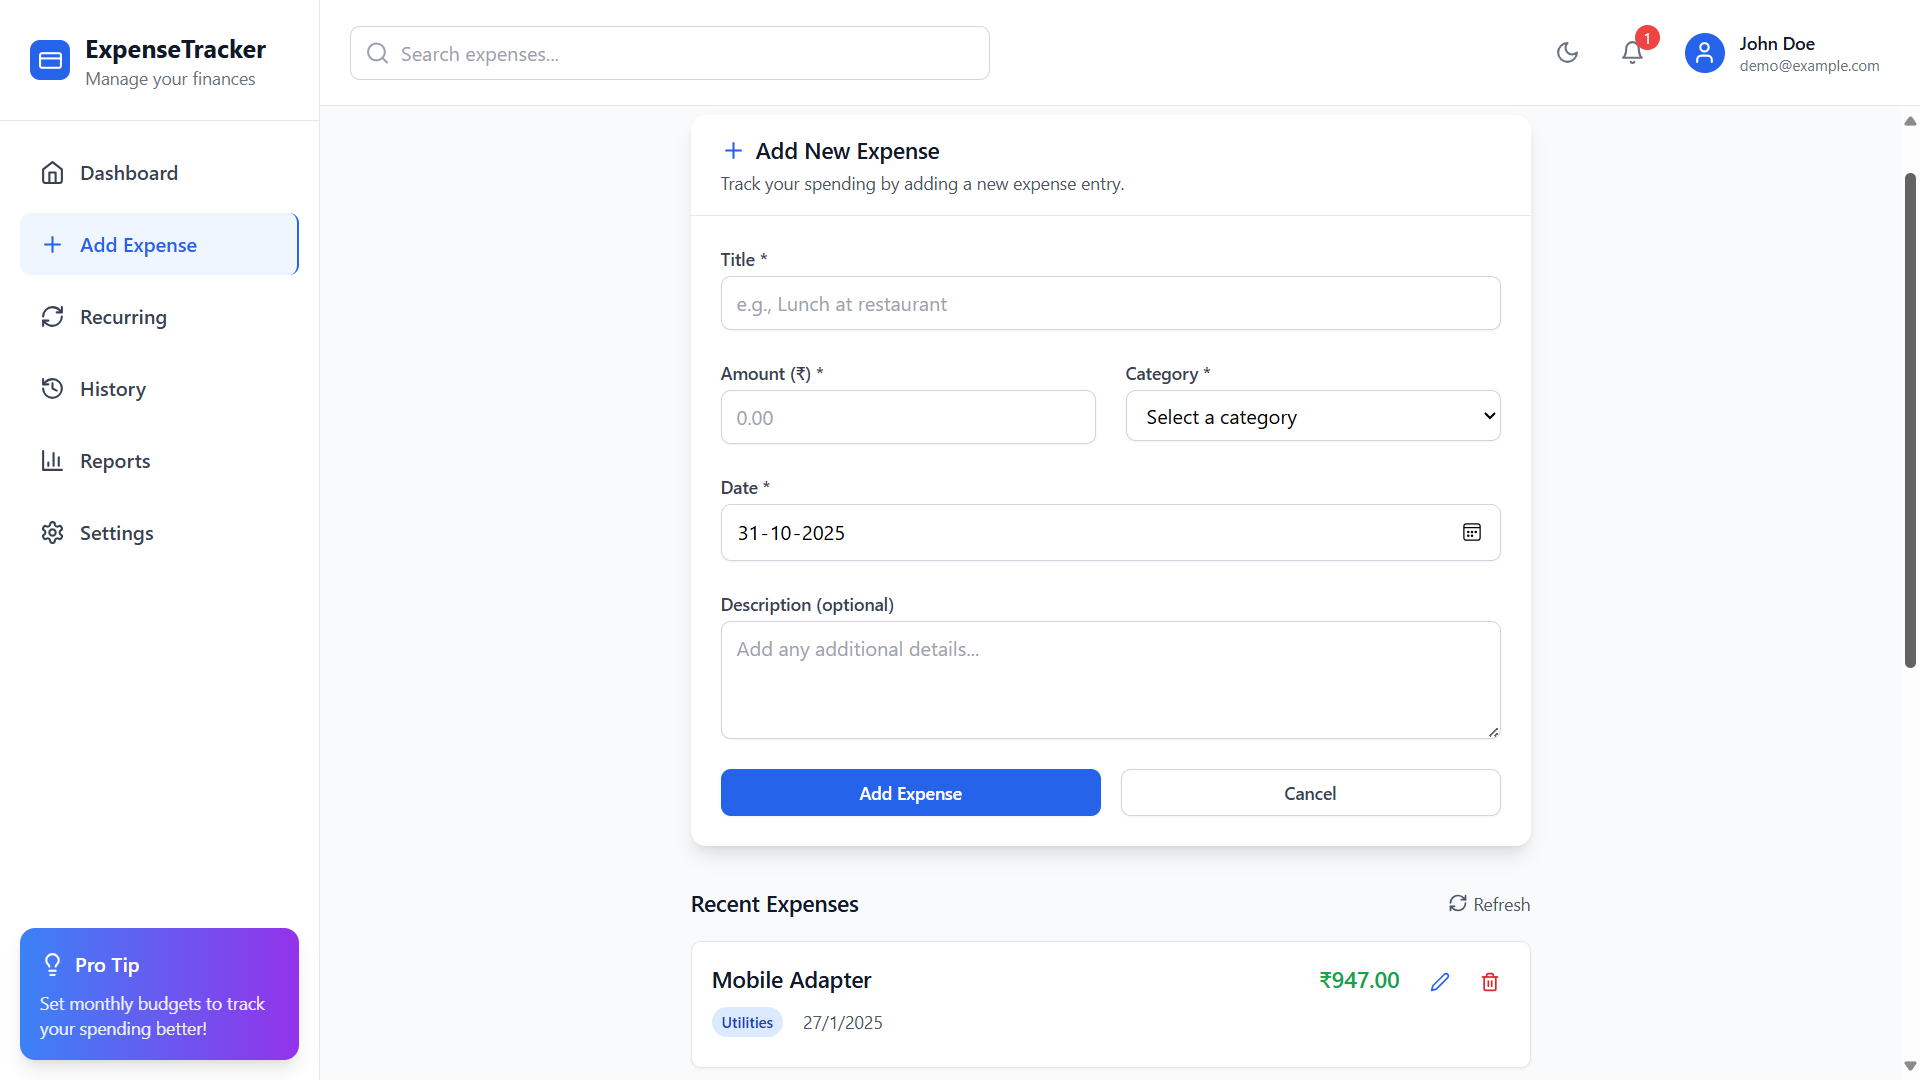 ExpenseTracker
Manage your finances
Search expenses...
1
John Doe
demo@example.com
Dashboard
Add Expense
Recurring
History
Reports
Settings
Pro Tip
Set monthly budgets to track
your spending better!
Add New Expense
Track your spending by adding a new expense entry.
Title *
e.g., Lunch at restaurant
Amount (₹) *
Category *
0.00
Select a category
Date *
31-10-2025
Description (optional)
Add any additional details...
Add Expense
Cancel
Recent Expenses
Refresh
Mobile Adapter
₹947.00
Utilities
27/1/2025